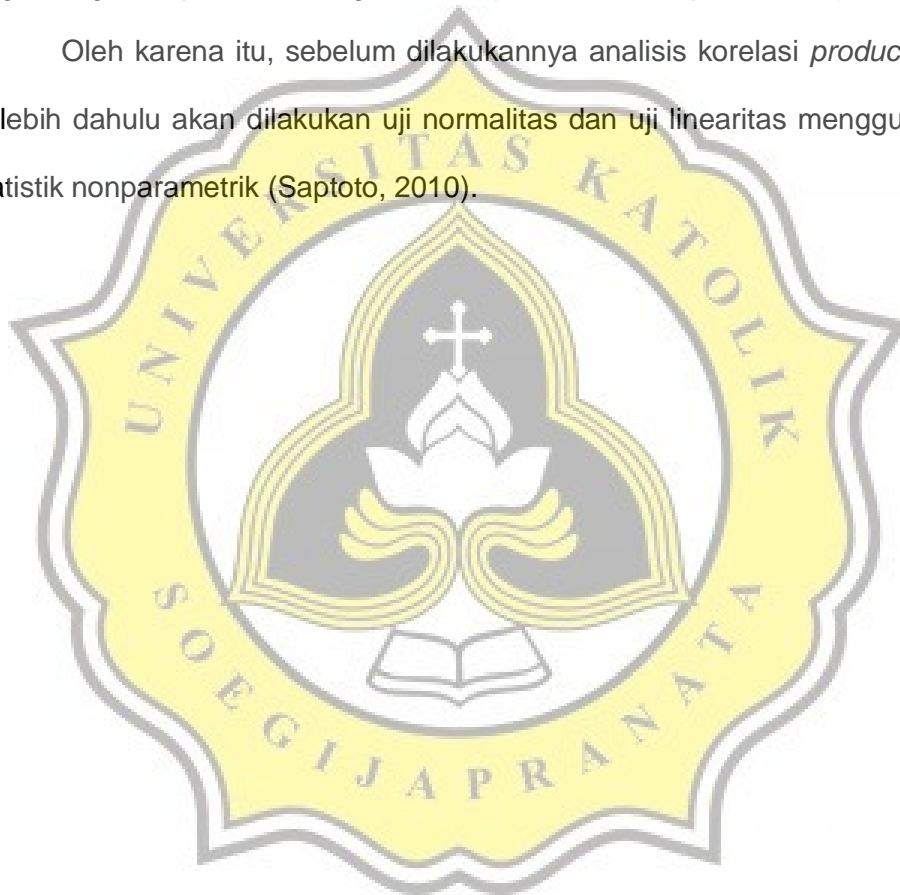 Oleh karena itu, sebelum dilakukannya analisis korelasi produc
lebih dahulu akan dilakukan uji normalitas dan uji linearitas menggu
atistik nonparametrik (Saptoto, 2010).
UNIVERSITAS KATOLIK
SOEGIJAPRANATA